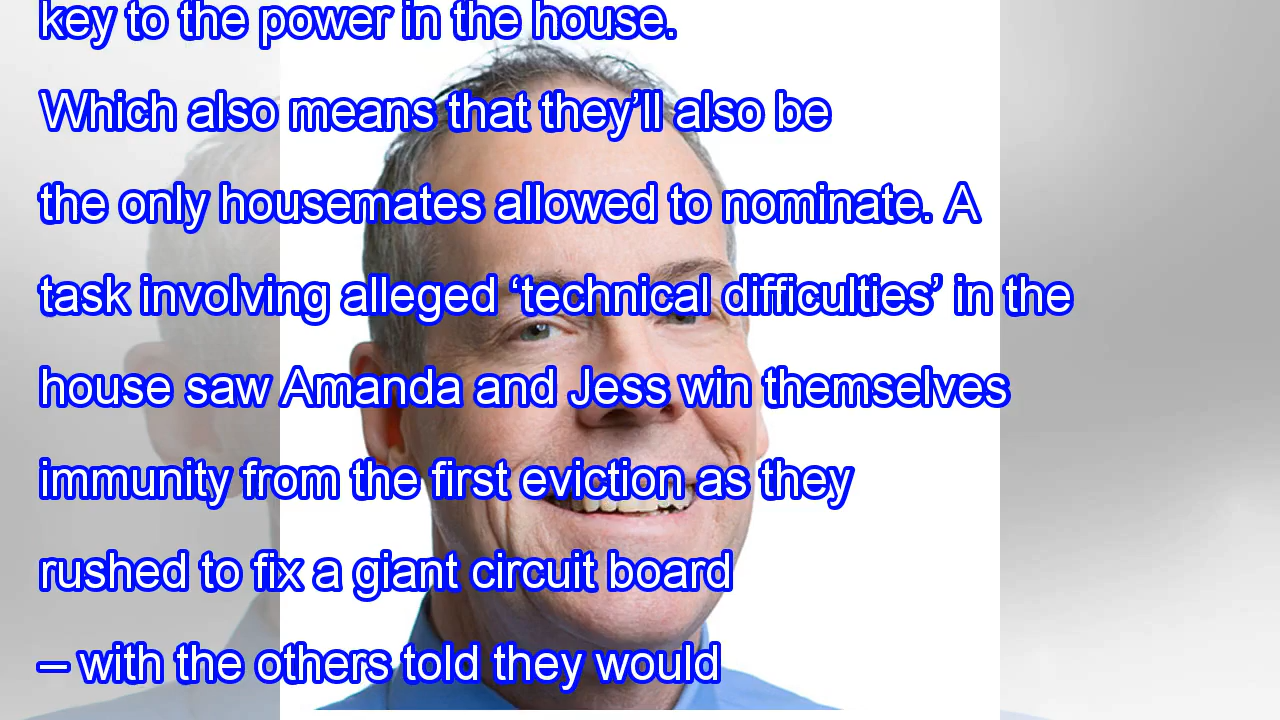 key to the power in the house.
Which also means that they’ll also be
the only housemates allowed to nominate. A
task involving alleged ‘technical difficulties’ in the
house saw Amanda and Jess win themselves
immunity from the first eviction as they
rushed to fix a giant circuit board
– with the others told they would